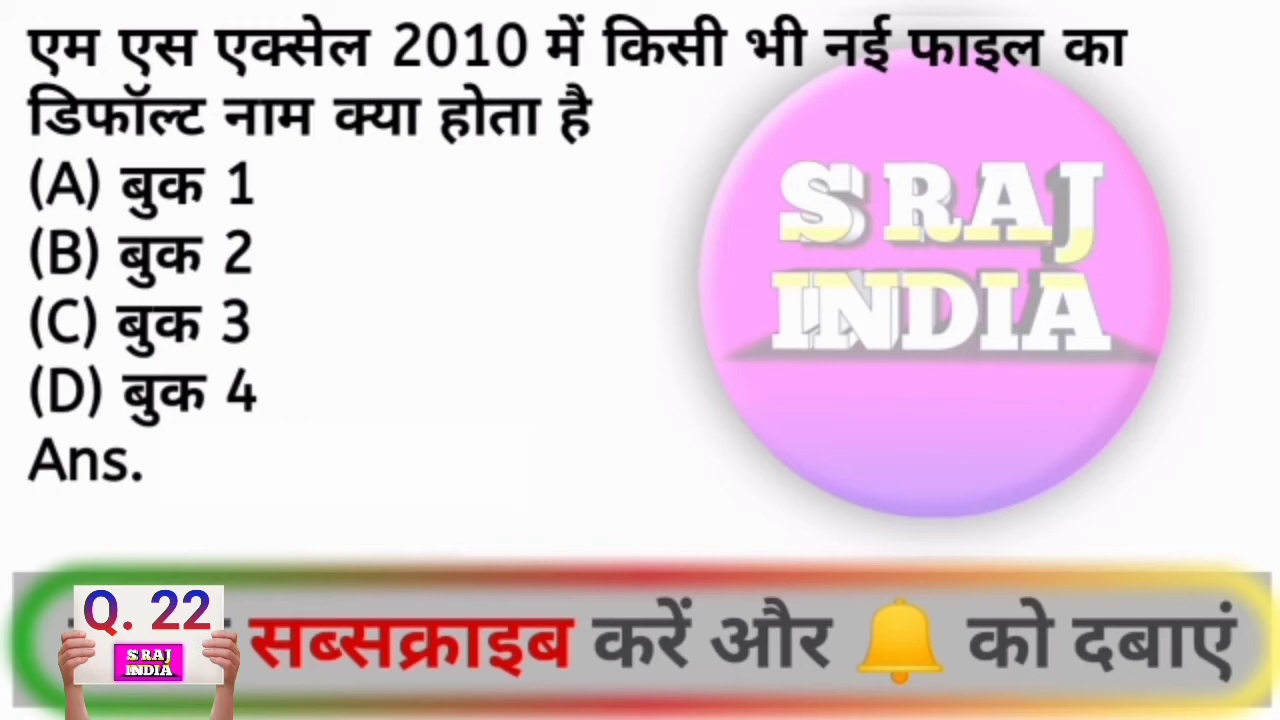 एम एस एक्सेल 2010 में किसी भी नई फाइल का
डिफॉल्ट नाम क्या होता है
(A) बुक 1
(B) बुक 2
(C) बुक 3
(D) बुक 4
Ans.
S RAJ
INDIA
Q. 22
S RAJ
INDIA
सब्सक्राइब करें और 🔔 को दबाएं